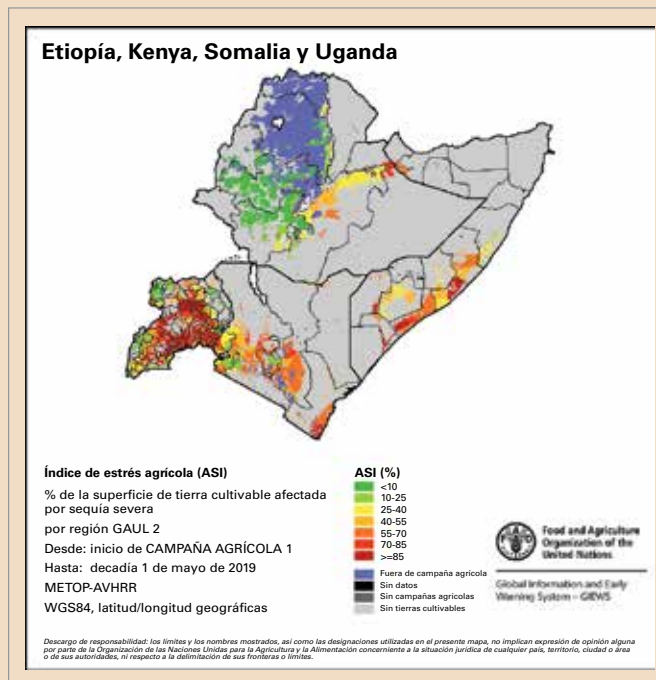 Etiopía, Kenya, Somalia y Uganda
Índice de estrés agrícola (ASI)
% de la superficie de tierra cultivable afectada
por sequía severa
por región GAUL 2
Desde: inicio de CAMPAÑA AGRÍCOLA 1
Hasta: decadía 1 de mayo de 2019
METOP-AVHRR
WGS84, latitud/longitud geográficas
ASI (%)
<10
10-25
25-40
40-55
55-70
70-85
>=85
Fuera de campaña agrícola
Sin datos
Sin campañas agrícolas
Sin tierras cultivables
Food and Agriculture
Organization of the
United Nations
Global Information and Early
Warning System – GIEWS
Descargo de responsabilidad: los límites y los nombres mostrados, así como las designaciones utilizadas en el presente mapa, no implican expresión de opinión alguna
por parte de la Organización de las Naciones Unidas para la Agricultura y la Alimentación concerniente a la situación jurídica de cualquier país, territorio, ciudad o área
o de sus autoridades, ni respecto a la delimitación de sus fronteras o límites.